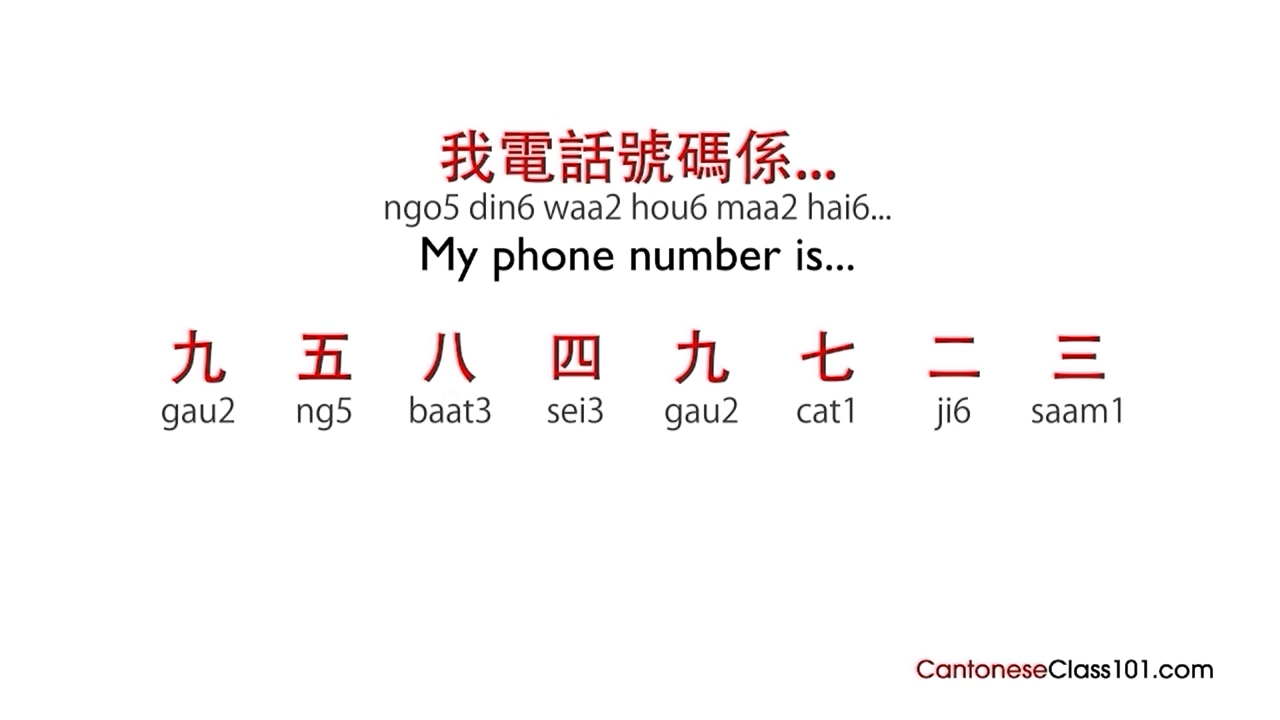 我電話號碼係...
ngo5 din6 waa2 hou6 maa2 hai6...
My phone number is...
九 五 八 四 九 七 二 三
gau2 ng5 baat3 sei3 gau2 cat1 ji6 saam1
CantoneseClass101.com